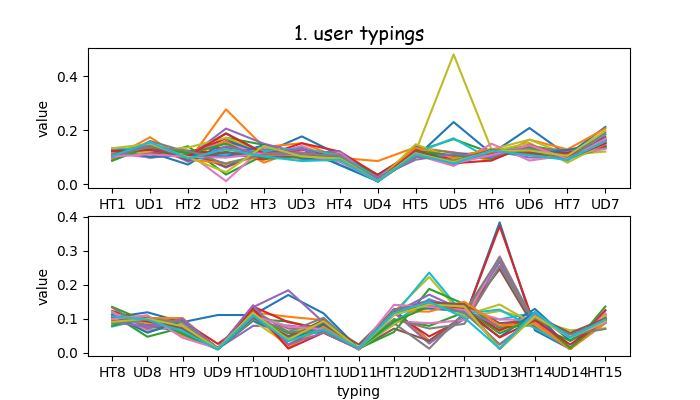 1. user typings
value
0.4
0.2
0.0
HT1 UD1 HT2 UD2 HT3 UD3 HT4 UD4 HT5 UD5 HT6 UD6 HT7 UD7
value
0.4
0.3
0.2
0.1
0.0
HT8 UD8 HT9 UD9 HT10 UD10 HT11 UD11 HT12 UD12 HT13 UD13 HT14 UD14 HT15
typing